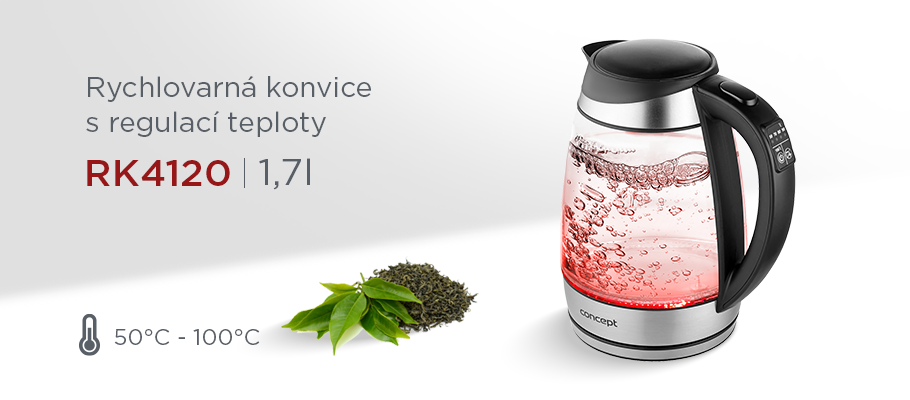 Rychlovarná konvice
s regulací teploty
RK4120 | 1,7l
50°C - 100°C
concept